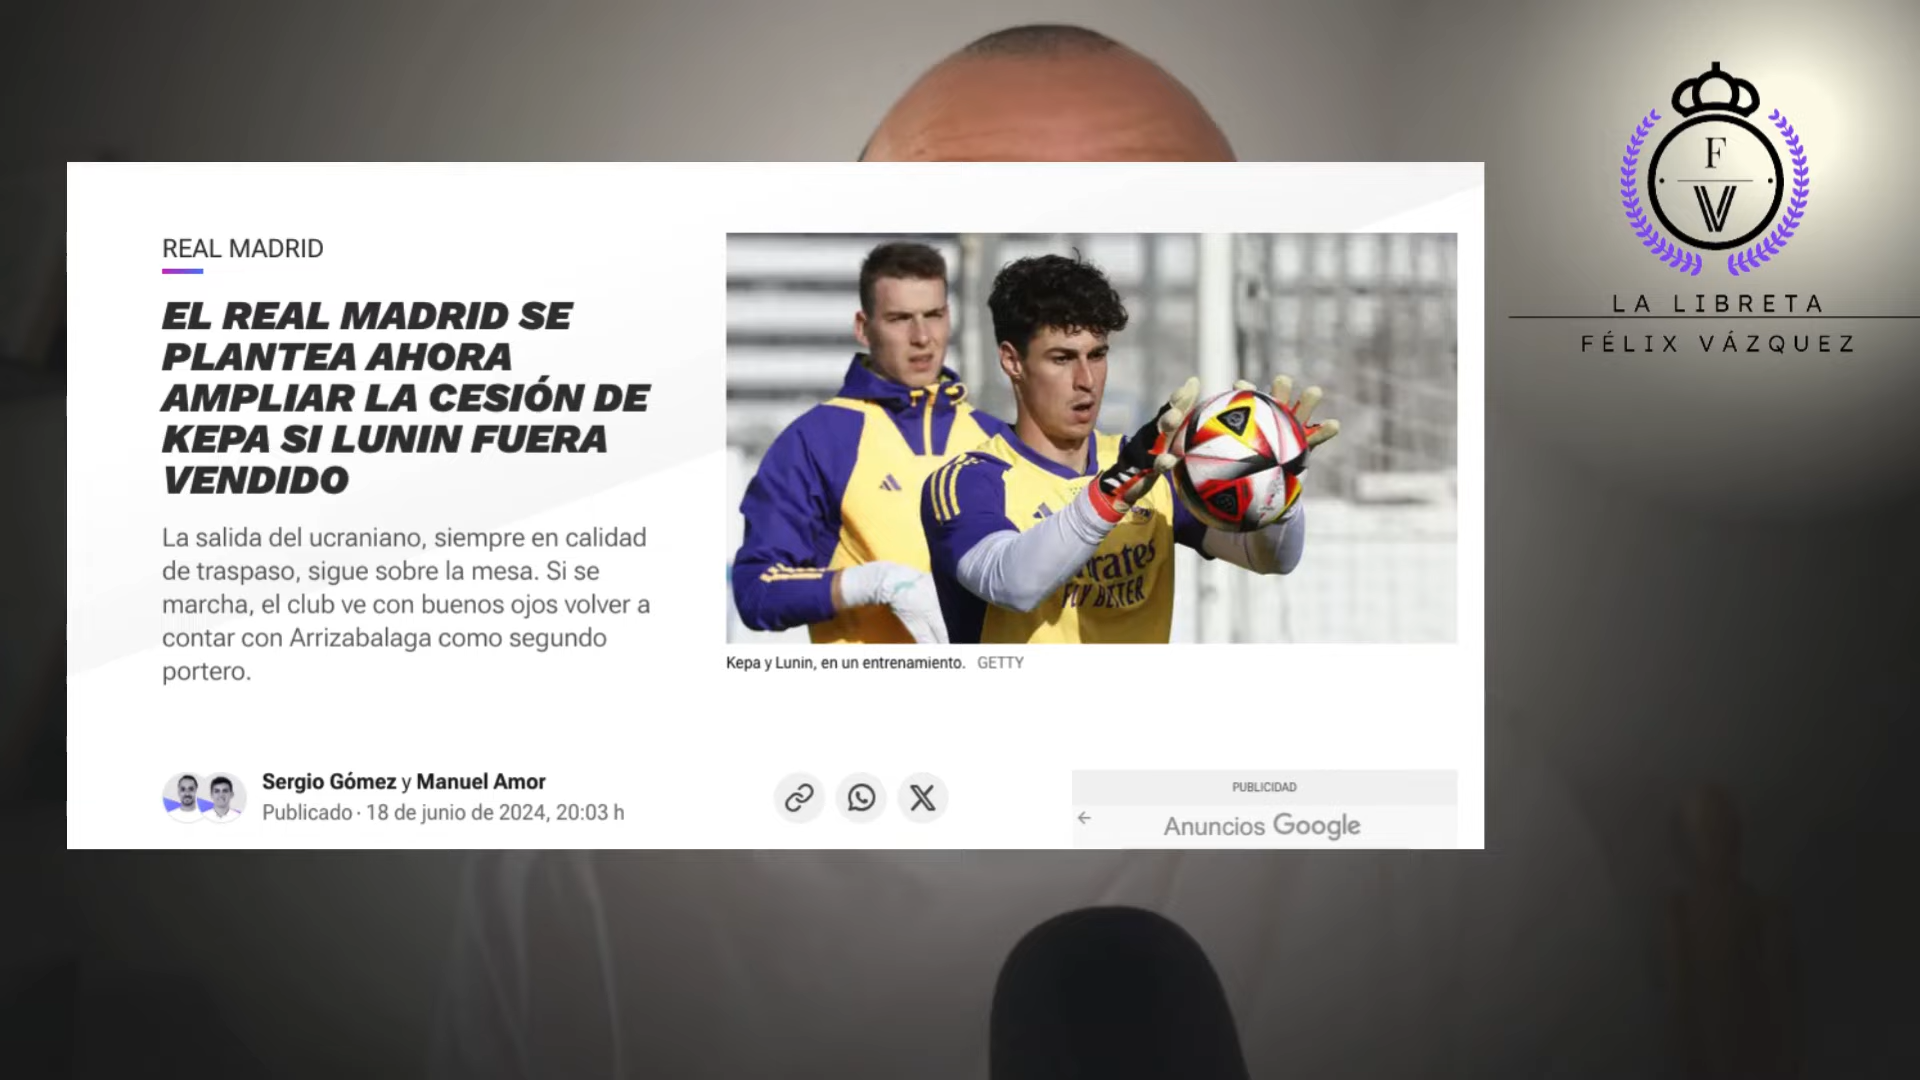 REAL MADRID
EL REAL MADRID SE
PLANTEA AHORA
AMPLIAR LA CESIÓN DE
KEPA SI LUNIN FUERA
VENDIDO
La salida del ucraniano, siempre en calidad
de traspaso, sigue sobre la mesa. Si se
marcha, el club ve con buenos ojos volver a
contar con Arrizabalaga como segundo
portero.
Sergio Gómez y Manuel Amor
Publicado · 18 de junio de 2024, 20:03 h
Emirates
FLY BETTER
Kepa y Lunin, en un entrenamiento. GETTY
PUBLICIDAD
Anuncios Google
F
V
LA LIBRETA
FÉLIX VÁZQUEZ